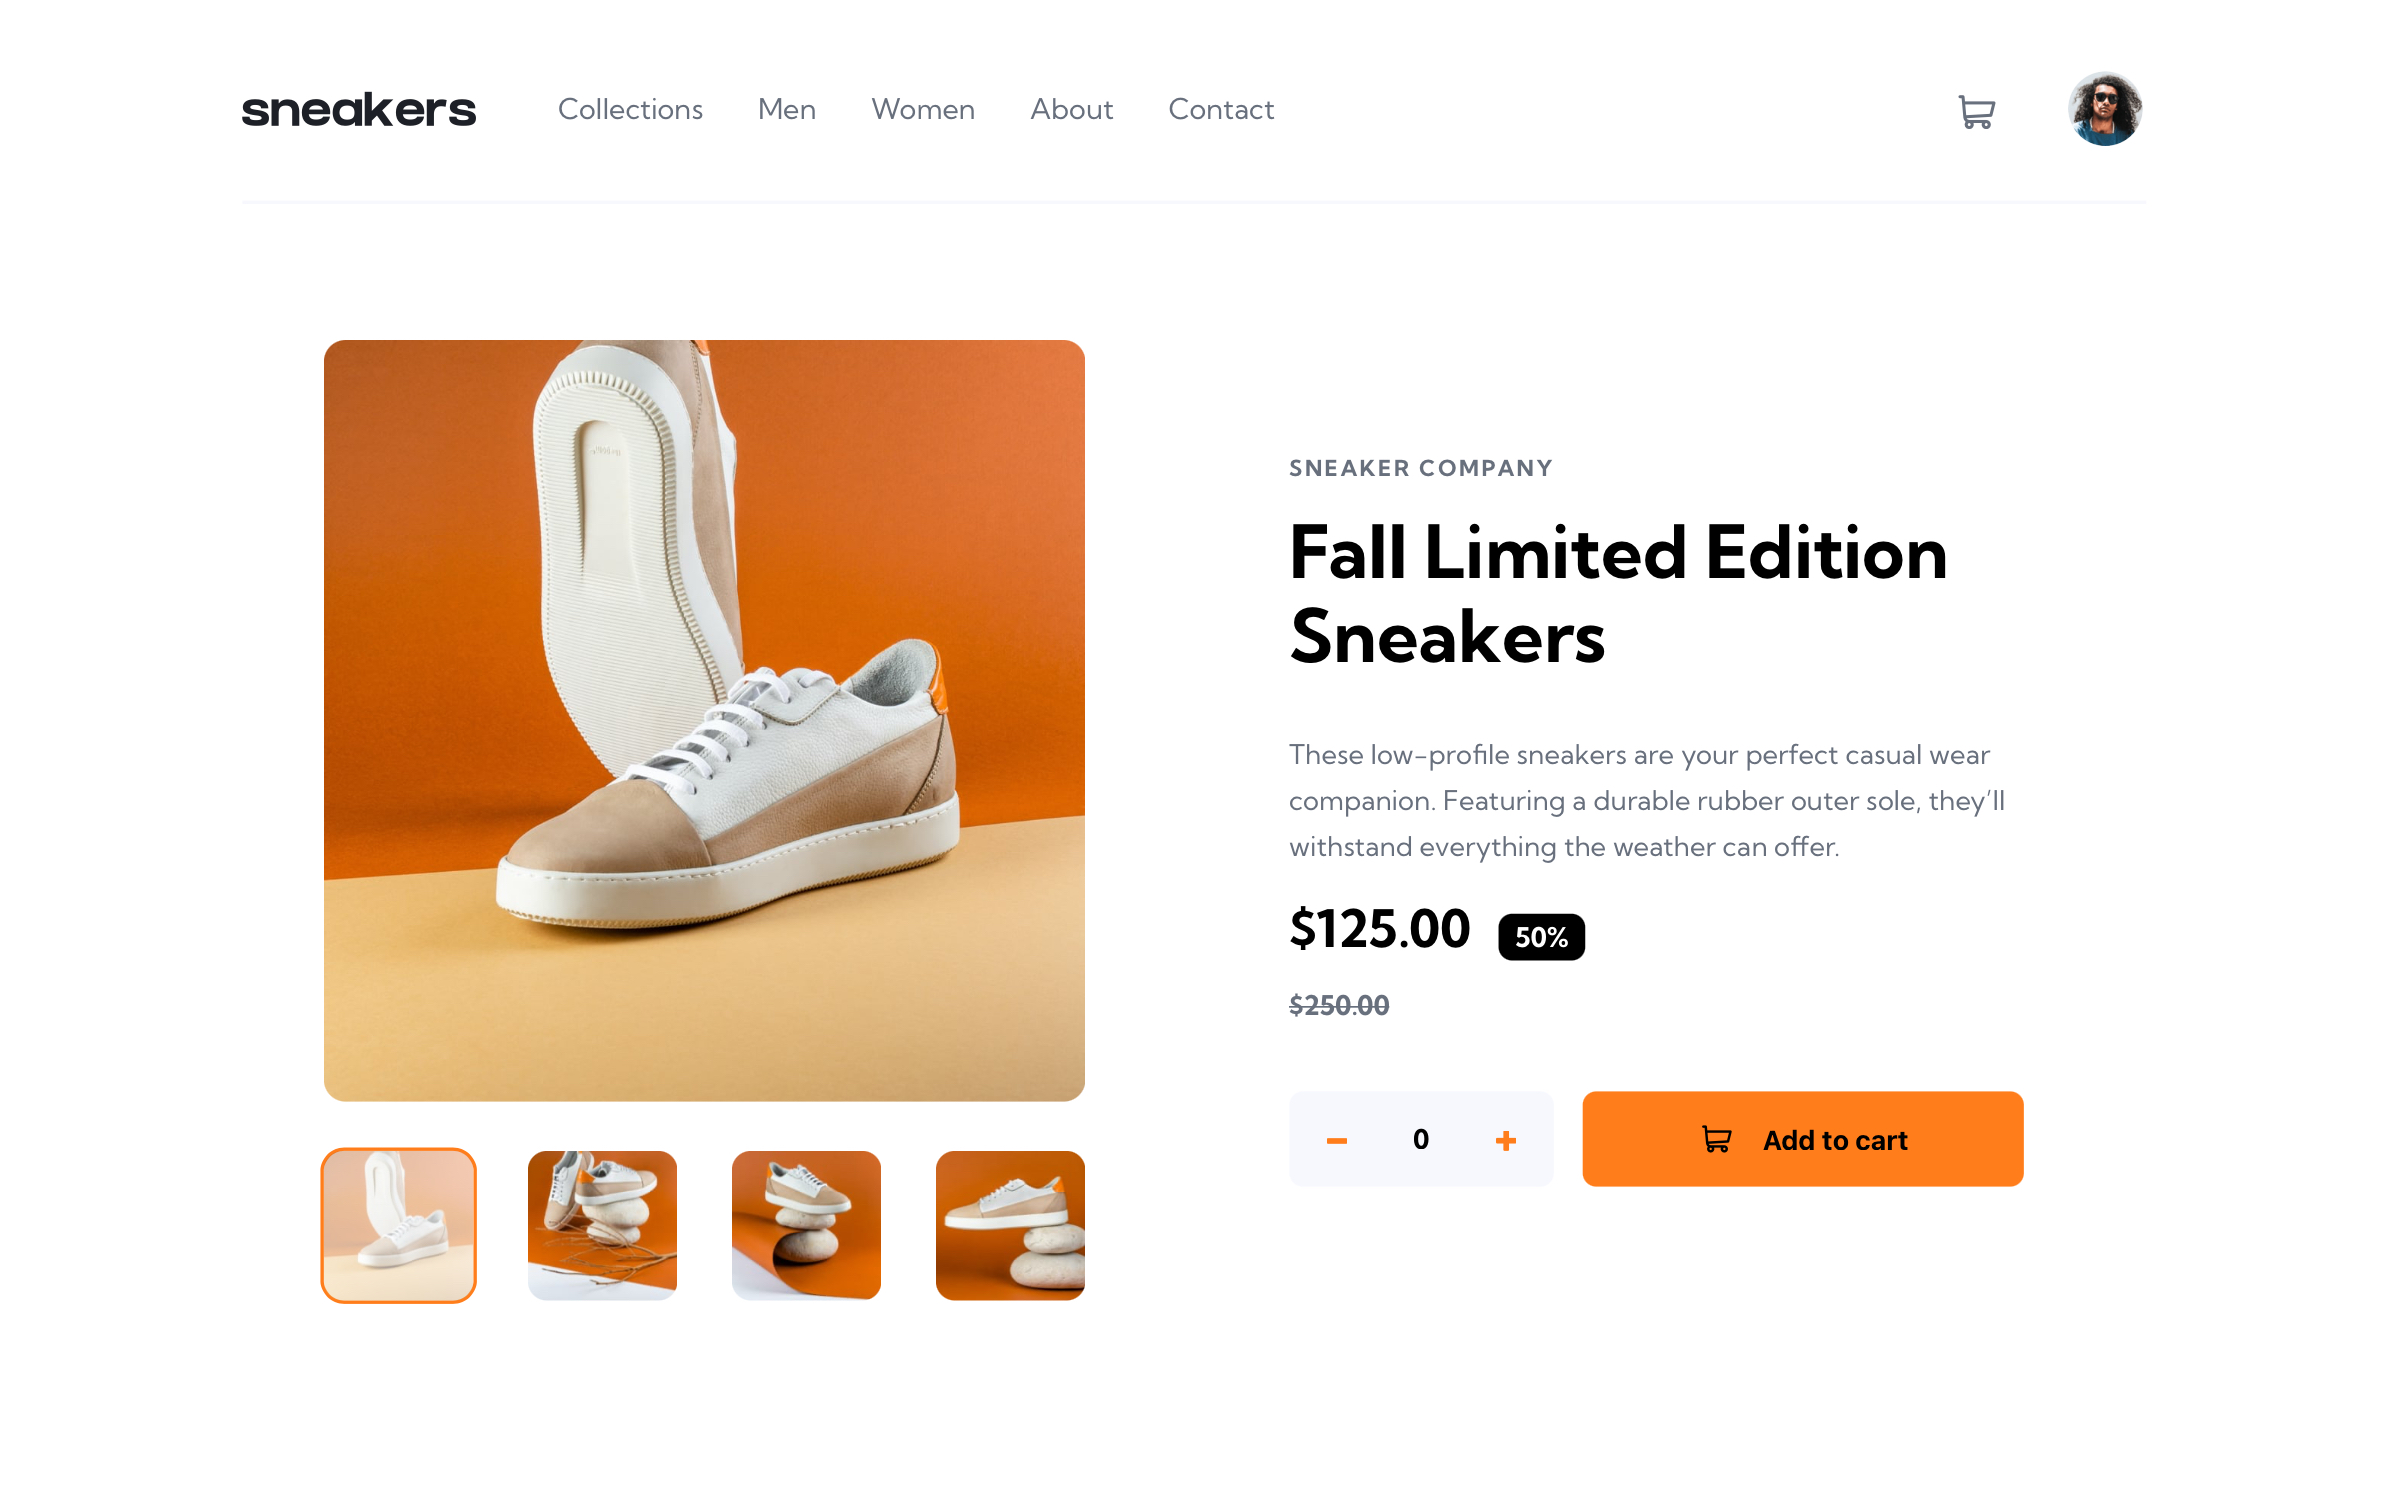 sneakers
Collections Men Women About Contact
SNEAKER COMPANY
Fall Limited Edition
Sneakers
These low-profile sneakers are your perfect casual wear
companion. Featuring a durable rubber outer sole, they’ll
withstand everything the weather can offer.
$125.00 50%
$250.00
− 0 +
Add to cart